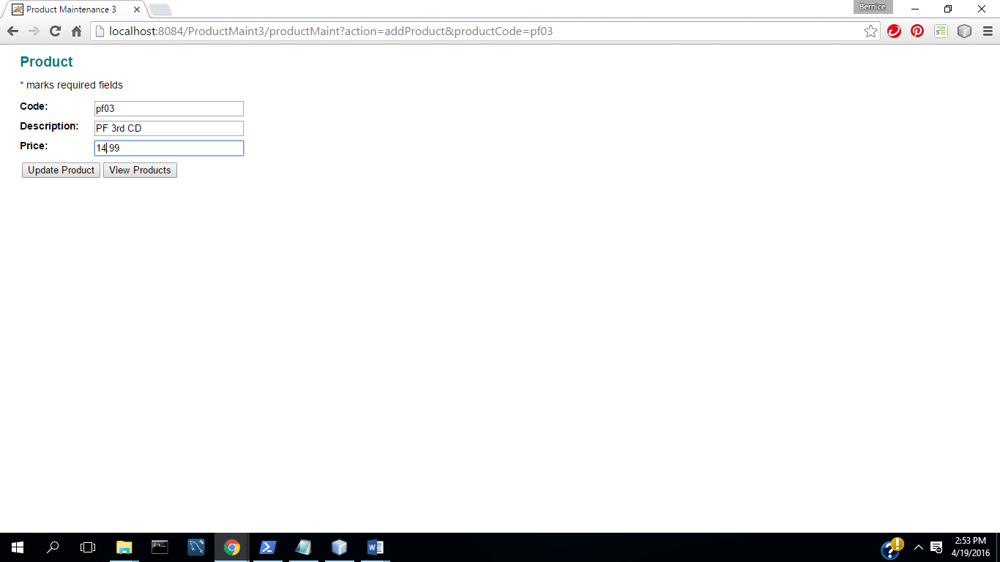 Product Maintenance 3
Bernice
localhost:8084/ProductMaint3/productMaint?action=addProduct&productCode=pf03
Product
* marks required fields
Code: pf03
Description: PF 3rd CD
Price: 14.99
Update Product View Products
2:53 PM
4/19/2016